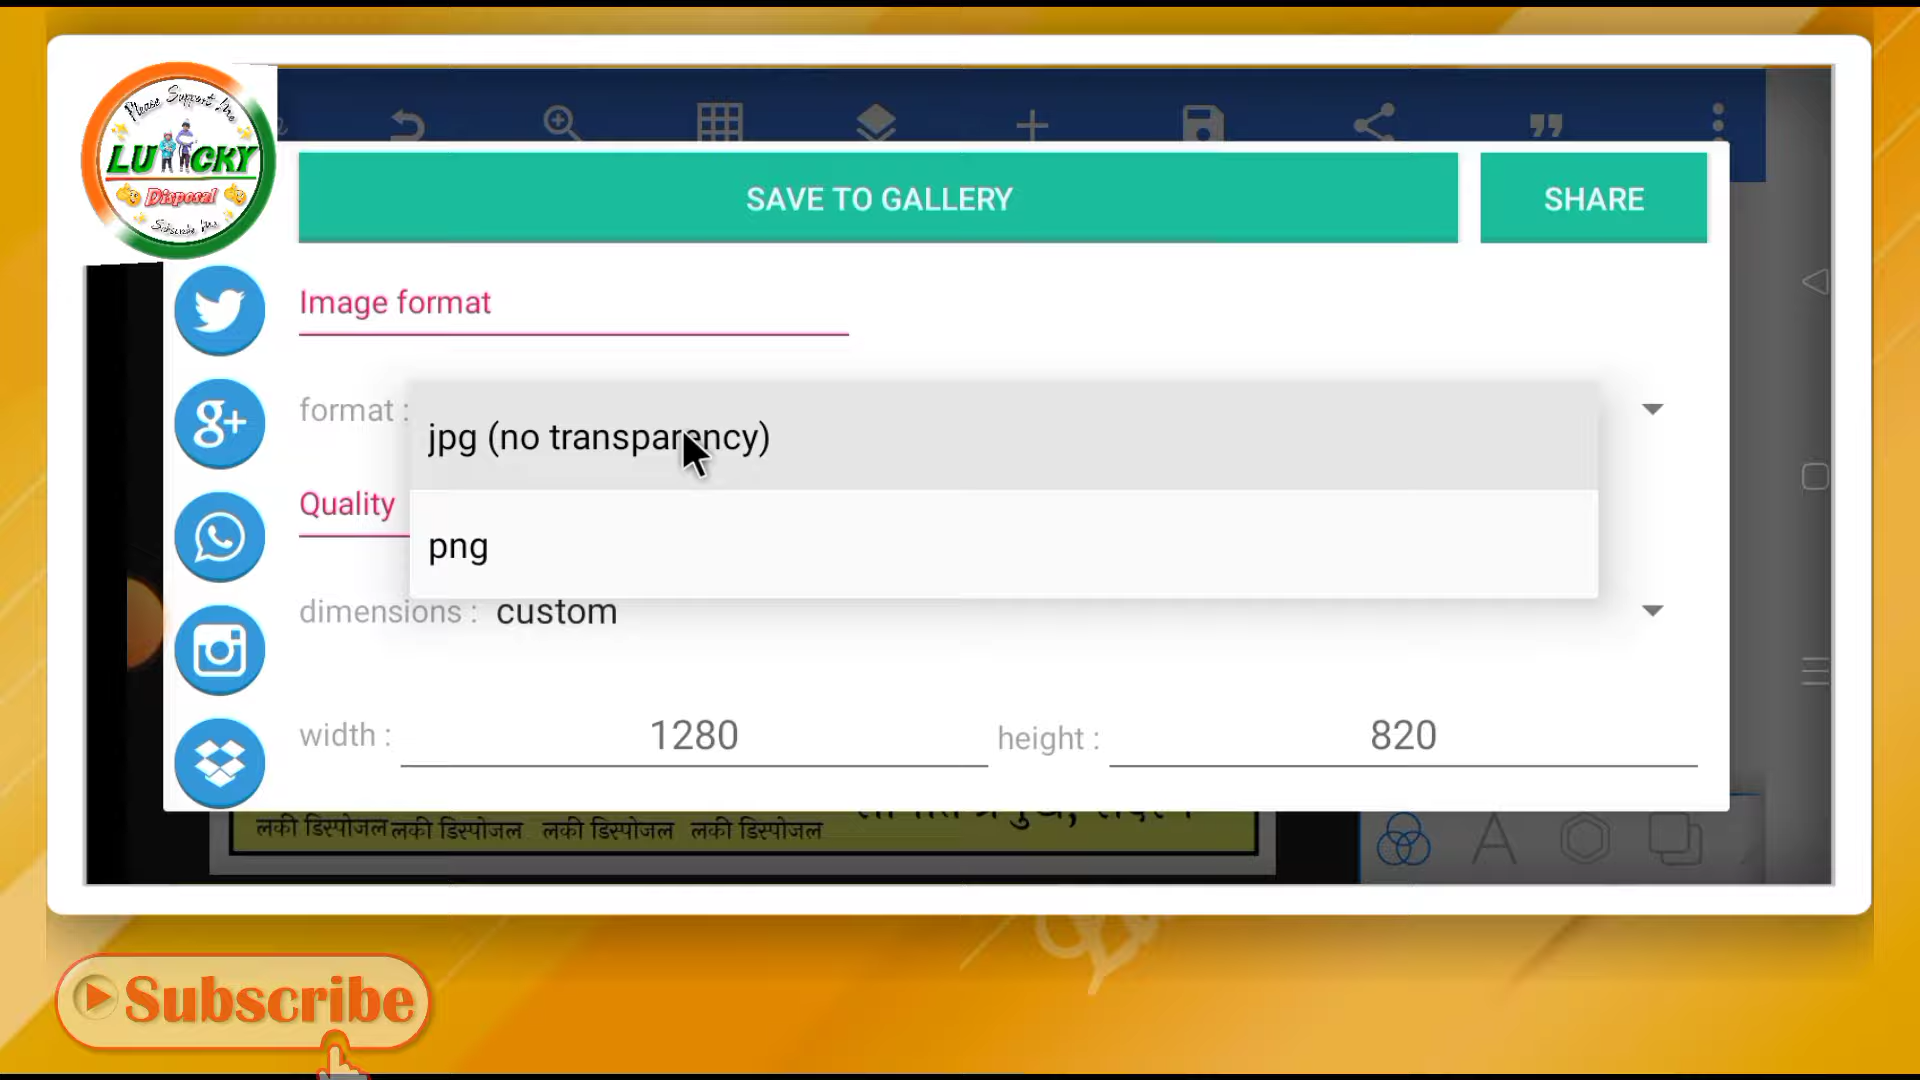 Please Support Me
LUCKY
Disposal
Subscribe Me
SAVE TO GALLERY
SHARE
Image format
format :
jpg (no transparency)
Quality
png
dimensions : custom
width : 1280 height : 820
लकी डिस्पोजल लकी डिस्पोजल लकी डिस्पोजल लकी डिस्पोजल
Subscribe